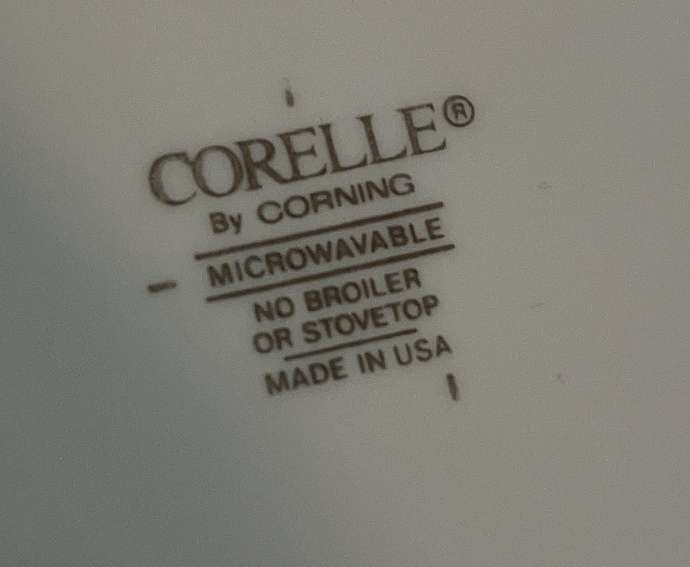 CORELLE®
By CORNING
MICROWAVABLE
NO BROILER
OR STOVETOP
MADE IN USA